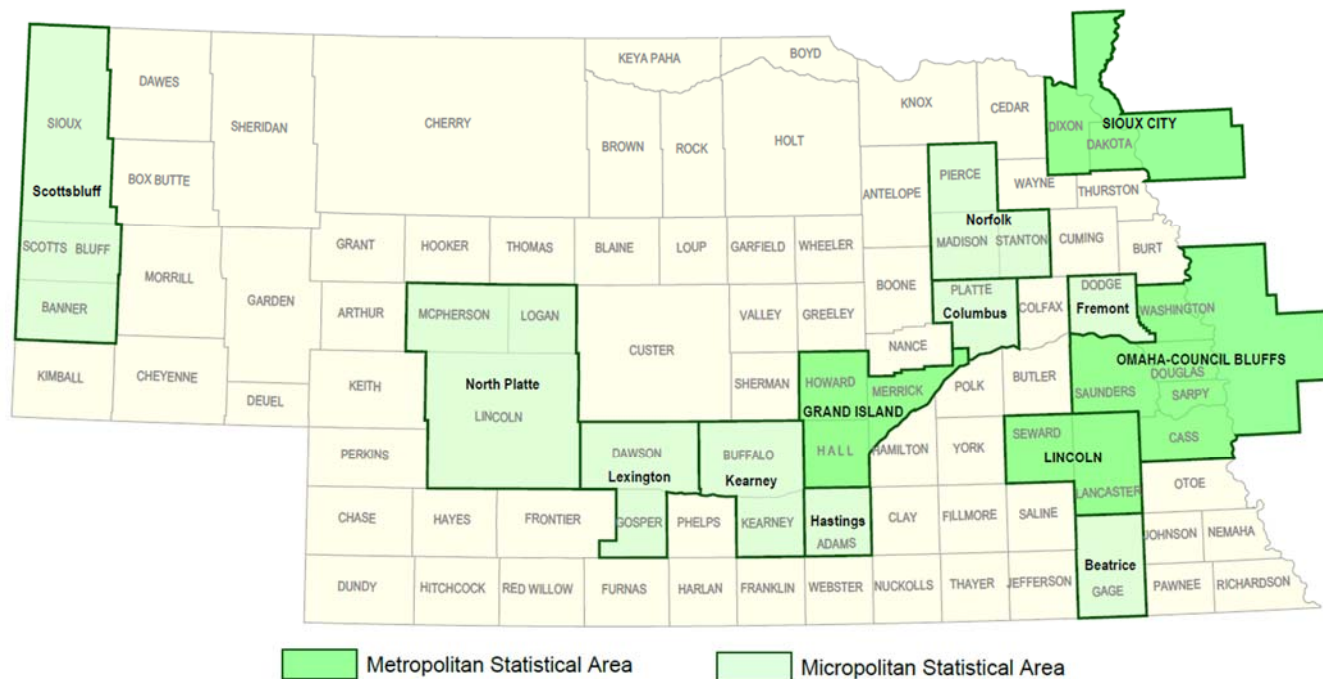 KEYA PAHA
BOYD
DAWES
SHERIDAN
CHERRY
KNOX
CEDAR
SIOUX
BROWN
ROCK
HOLT
DIXON
SIOUX CITY
DAKOTA
Scottsbluff
BOX BUTTE
ANTELOPE
PIERCE
WAYNE
THURSTON
Norfolk
SCOTTS BLUFF
GRANT
HOOKER
THOMAS
BLAINE
LOUP
GARFIELD
WHEELER
MADISON
STANTON
CUMING
BURT
MORRILL
GARDEN
BOONE
PLATTE
DODGE
BANNER
ARTHUR
MCPHERSON
LOGAN
VALLEY
GREELEY
Columbus
COLFAX
Fremont
WASHINGTON
CUSTER
NANCE
KIMBALL
CHEYENNE
DEUEL
KEITH
North Platte
LINCOLN
SHERMAN
HOWARD
MERRICK
POLK
BUTLER
OMAHA-COUNCIL BLUFFS
DOUGLAS
SAUNDERS
SARPY
GRAND ISLAND
PERKINS
DAWSON
BUFFALO
HALL
HAMILTON
YORK
SEWARD
LINCOLN
CASS
Lexington
Kearney
LANCASTER
OTOE
CHASE
HAYES
FRONTIER
GOSPER
PHELPS
KEARNEY
Hastings
ADAMS
CLAY
FILLMORE
SALINE
JOHNSON
NEMAHA
Beatrice
DUNDY
HITCHCOCK
RED WILLOW
FURNAS
HARLAN
FRANKLIN
WEBSTER
NUCKOLLS
THAYER
JEFFERSON
GAGE
PAWNEE
RICHARDSON
Metropolitan Statistical Area
Micropolitan Statistical Area